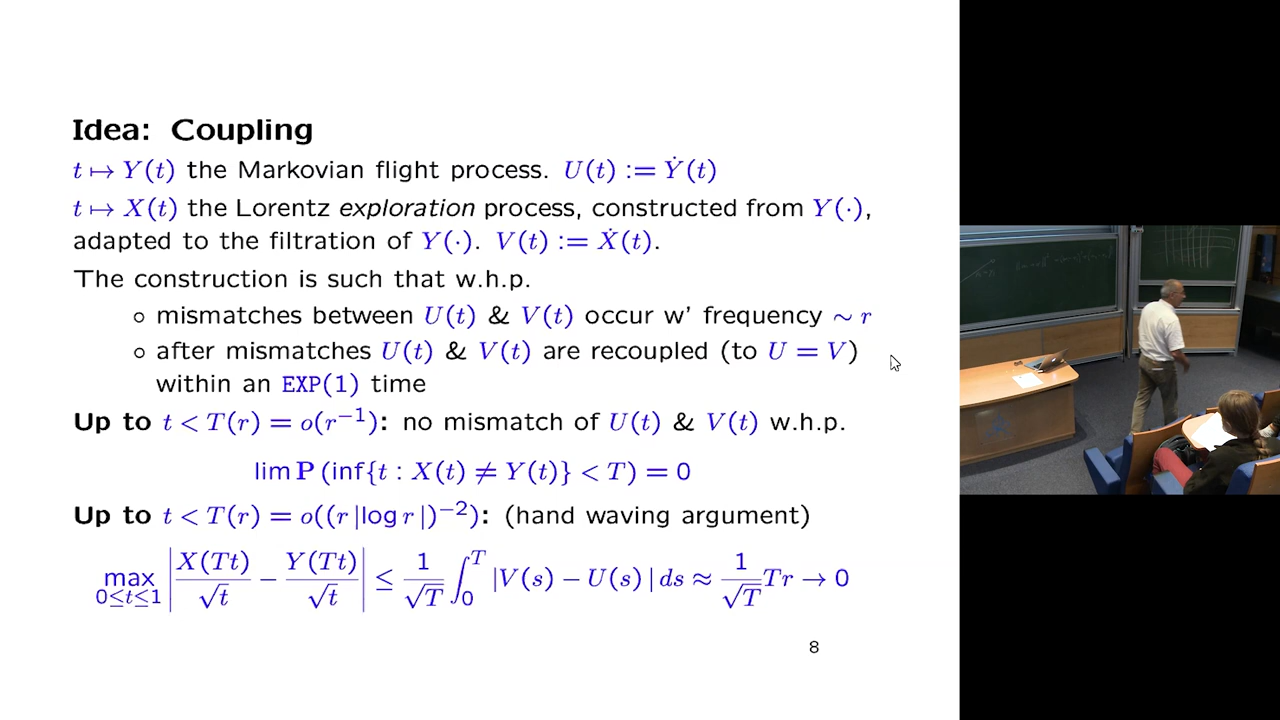 Idea: Coupling
t ↦ Y(t) the Markovian flight process. U(t) := Ẏ(t)
t ↦ X(t) the Lorentz exploration process, constructed from Y(·),
adapted to the filtration of Y(·). V(t) := Ẋ(t).
The construction is such that w.h.p.
∘ mismatches between U(t) & V(t) occur w' frequency ∼ r
∘ after mismatches U(t) & V(t) are recoupled (to U = V)
within an EXP(1) time
Up to t < T(r) = o(r⁻¹): no mismatch of U(t) & V(t) w.h.p.
lim P (inf{t : X(t) ≠ Y(t)} < T) = 0
Up to t < T(r) = o((r |log r|)⁻²): (hand waving argument)
max_{0≤t≤1} | X(Tt)/√t − Y(Tt)/√t | ≤ 1/√T ∫₀ᵀ |V(s) − U(s)| ds ≈ 1/√T Tr → 0
8